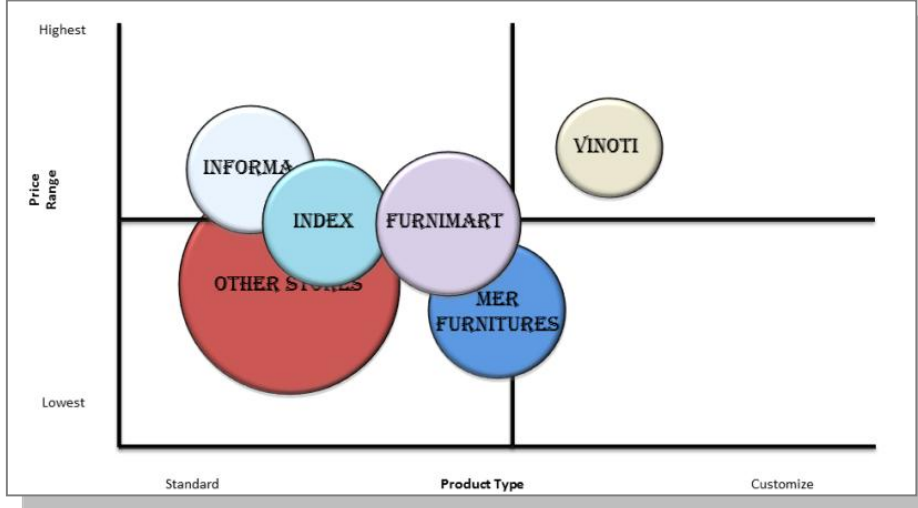 Highest
VINOTI
INFORMA
Price
Range
INDEX
FURNIMART
OTHER STORES
MER
FURNITURES
Lowest
Standard
Product Type
Customize